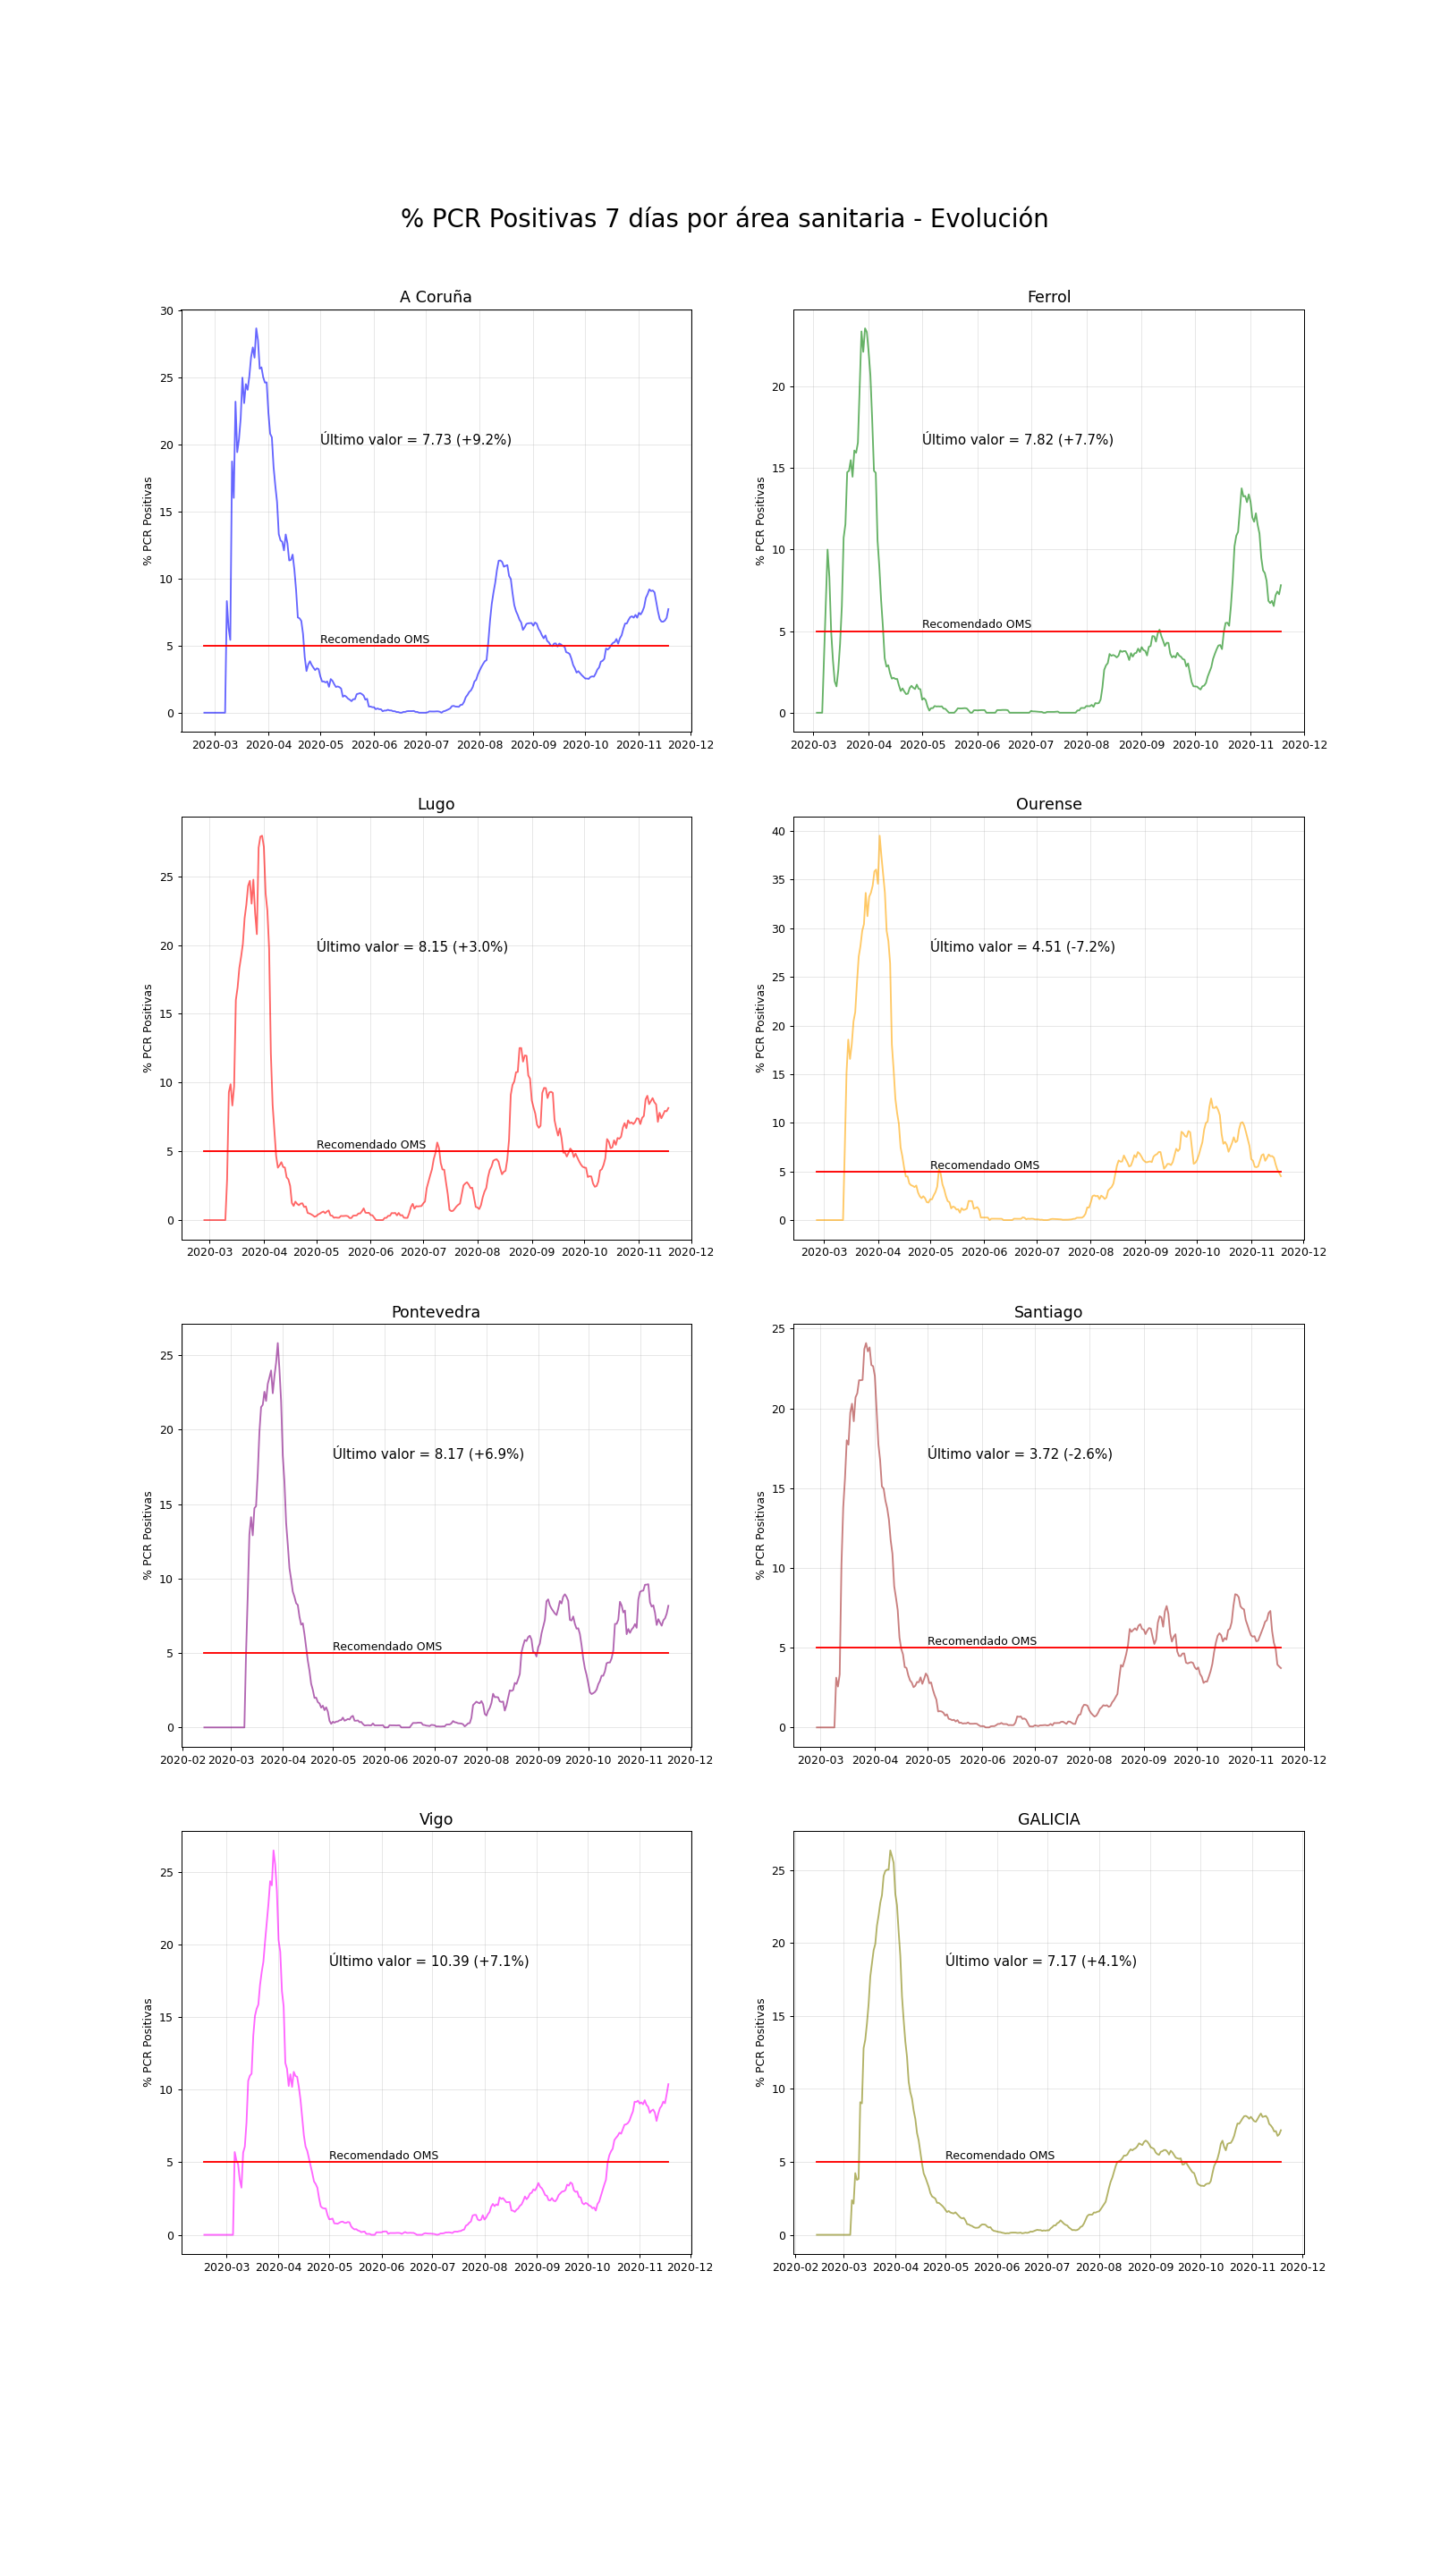 % PCR Positivas 7 días por área sanitaria - Evolución
A Coruña
% PCR Positivas
30
25
20
15
10
5
0
Último valor = 7.73 (+9.2%)
Recomendado OMS
2020-03 2020-04 2020-05 2020-06 2020-07 2020-08 2020-09 2020-10 2020-11 2020-12
Ferrol
% PCR Positivas
20
15
10
5
0
Último valor = 7.82 (+7.7%)
Recomendado OMS
2020-03 2020-04 2020-05 2020-06 2020-07 2020-08 2020-09 2020-10 2020-11 2020-12
Lugo
% PCR Positivas
25
20
15
10
5
0
Último valor = 8.15 (+3.0%)
Recomendado OMS
2020-03 2020-04 2020-05 2020-06 2020-07 2020-08 2020-09 2020-10 2020-11 2020-12
Ourense
% PCR Positivas
40
35
30
25
20
15
10
5
0
Último valor = 4.51 (-7.2%)
Recomendado OMS
2020-03 2020-04 2020-05 2020-06 2020-07 2020-08 2020-09 2020-10 2020-11 2020-12
Pontevedra
% PCR Positivas
25
20
15
10
5
0
Último valor = 8.17 (+6.9%)
Recomendado OMS
2020-02 2020-03 2020-04 2020-05 2020-06 2020-07 2020-08 2020-09 2020-10 2020-11 2020-12
Santiago
% PCR Positivas
25
20
15
10
5
0
Último valor = 3.72 (-2.6%)
Recomendado OMS
2020-03 2020-04 2020-05 2020-06 2020-07 2020-08 2020-09 2020-10 2020-11 2020-12
Vigo
% PCR Positivas
25
20
15
10
5
0
Último valor = 10.39 (+7.1%)
Recomendado OMS
2020-03 2020-04 2020-05 2020-06 2020-07 2020-08 2020-09 2020-10 2020-11 2020-12
GALICIA
% PCR Positivas
25
20
15
10
5
0
Último valor = 7.17 (+4.1%)
Recomendado OMS
2020-02 2020-03 2020-04 2020-05 2020-06 2020-07 2020-08 2020-09 2020-10 2020-11 2020-12